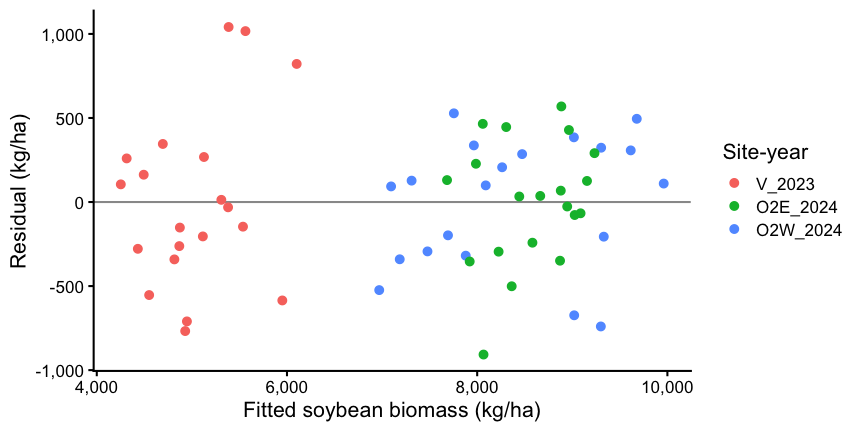 1,000
500
0
-500
-1,000
Residual (kg/ha)
4,000 6,000 8,000 10,000
Fitted soybean biomass (kg/ha)
Site-year
V_2023
O2E_2024
O2W_2024